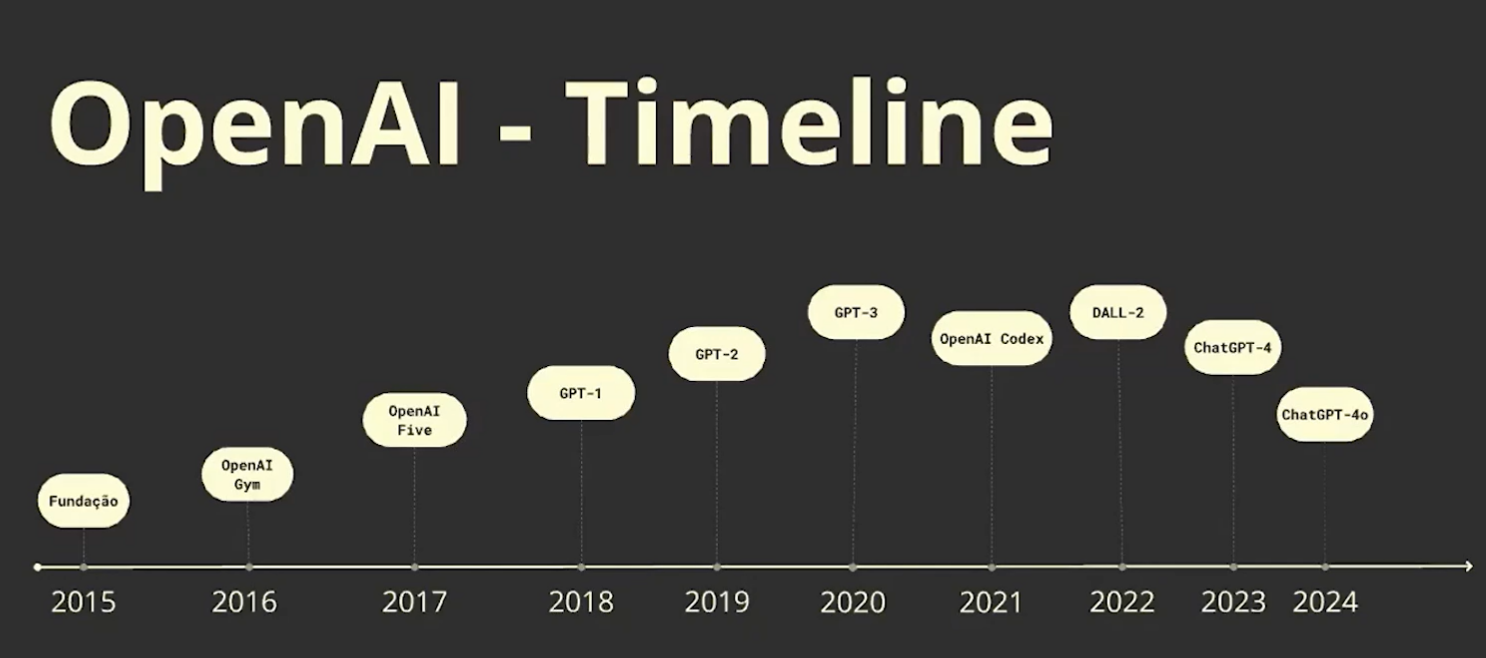 OpenAI - Timeline
Fundação
OpenAI
Gym
OpenAI
Five
GPT-1
GPT-2
GPT-3
OpenAI Codex
DALL-2
ChatGPT-4
ChatGPT-4o
2015
2016
2017
2018
2019
2020
2021
2022
2023
2024